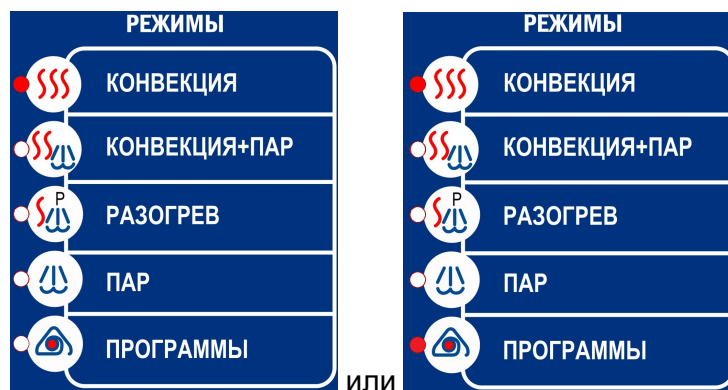 РЕЖИМЫ
КОНВЕКЦИЯ
КОНВЕКЦИЯ+ПАР
P
РАЗОГРЕВ
ПАР
ПРОГРАММЫ
или
РЕЖИМЫ
КОНВЕКЦИЯ
КОНВЕКЦИЯ+ПАР
P
РАЗОГРЕВ
ПАР
ПРОГРАММЫ